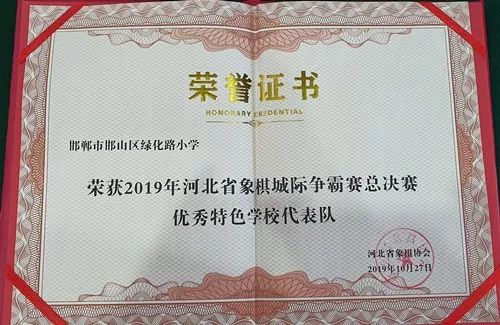 荣誉证书
HONORARY CREDENTIAL
邯郸市邯山区绿化路小学
荣获2019年河北省象棋城际争霸赛总决赛
优秀特色学校代表队
河北省象棋协会
2019年10月27日